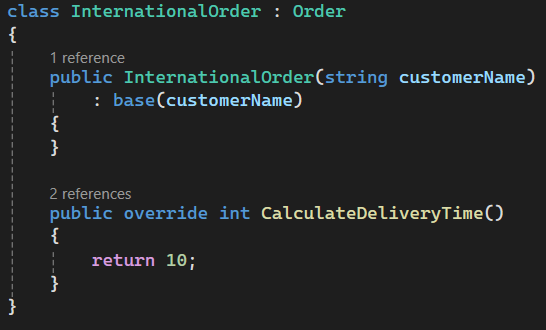 class InternationalOrder : Order
{
1 reference
public InternationalOrder(string customerName)
: base(customerName)
{
}
2 references
public override int CalculateDeliveryTime()
{
return 10;
}
}